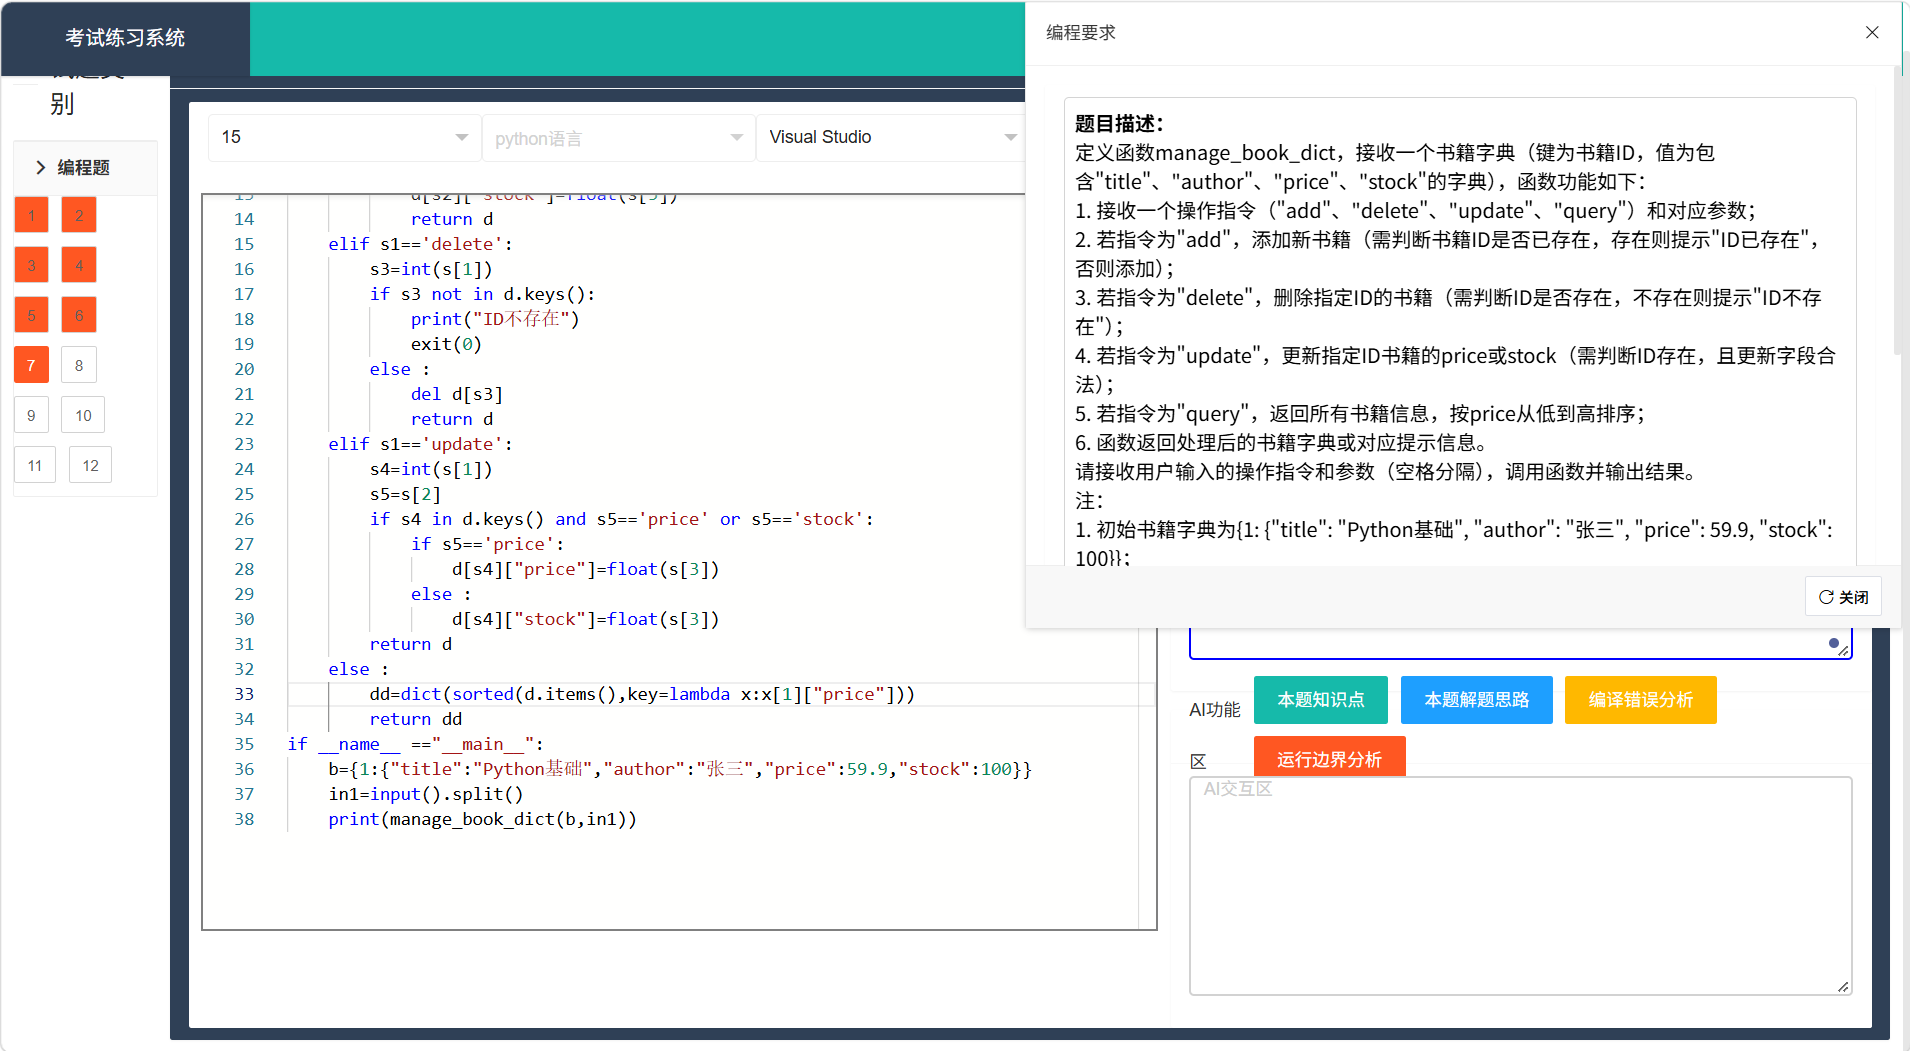 考试练习系统
别
编程题
1
2
3
4
5
6
7
8
9
10
11
12
15
python语言
Visual Studio
14 return d
15 elif s1=='delete':
16 s3=int(s[1])
17 if s3 not in d.keys():
18 print("ID不存在")
19 exit(0)
20 else :
21 del d[s3]
22 return d
23 elif s1=='update':
24 s4=int(s[1])
25 s5=s[2]
26 if s4 in d.keys() and s5=='price' or s5=='stock':
27 if s5=='price':
28 d[s4]["price"]=float(s[3])
29 else :
30 d[s4]["stock"]=float(s[3])
31 return d
32 else :
33 dd=dict(sorted(d.items(),key=lambda x:x[1]["price"]))
34 return dd
35 if __name__ =="__main__":
36 b={1:{"title":"Python基础","author":"张三","price":59.9,"stock":100}}
37 in1=input().split()
38 print(manage_book_dict(b,in1))
编程要求
题目描述：
定义函数manage_book_dict，接收一个书籍字典（键为书籍ID，值为包
含"title"、"author"、"price"、"stock"的字典），函数功能如下：
1. 接收一个操作指令（"add"、"delete"、"update"、"query"）和对应参数；
2. 若指令为"add"，添加新书籍（需判断书籍ID是否已存在，存在则提示"ID已存在"，
否则添加）；
3. 若指令为"delete"，删除指定ID的书籍（需判断ID是否存在，不存在则提示"ID不存
在"）；
4. 若指令为"update"，更新指定ID书籍的price或stock（需判断ID存在，且更新字段合
法）；
5. 若指令为"query"，返回所有书籍信息，按price从低到高排序；
6. 函数返回处理后的书籍字典或对应提示信息。
请接收用户输入的操作指令和参数（空格分隔），调用函数并输出结果。
注：
1. 初始书籍字典为{1: {"title": "Python基础", "author": "张三", "price": 59.9, "stock":
100}}；
关闭
AI功能
区
本题知识点
本题解题思路
编译错误分析
运行边界分析
AI交互区